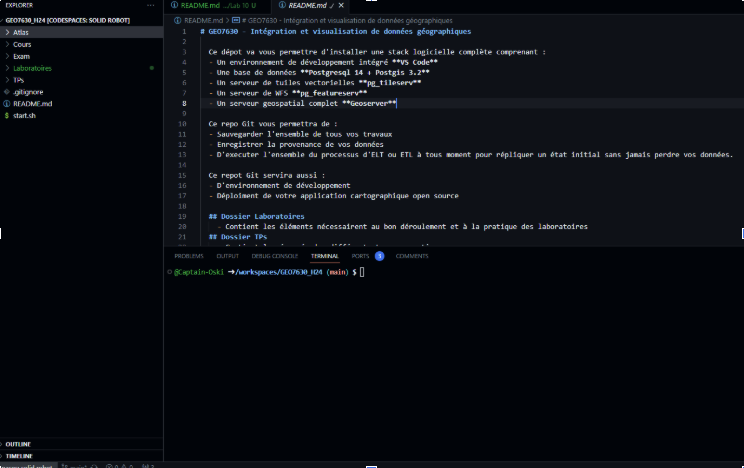 EXPLORER
GEO7630_H24 [CODESPACES: SOLID ROBOT]
Atlas
Cours
Exam
Laboratoires
TPs
.gitignore
README.md
$ start.sh
OUTLINE
TIMELINE
README.md .../Lab 10 U
README.md
README.md > # GEO7630 - Intégration et visualisation de données géographiques
1 # GEO7630 - Intégration et visualisation de données géographiques
2
3 Ce dépot va vous permettre d'installer une stack logicielle complète comprenant :
4 - Un environnement de développement intégré **VS Code**
5 - Une base de données **Postgresql 14 + Postgis 3.2**
6 - Un serveur de tuiles vectorielles **pg_tileserv**
7 - Un serveur de WFS **pg_featureserv**
8 - Un serveur geospatial complet **Geoserver**
9
10 Ce repo Git vous permettra de :
11 - Sauvegarder l'ensemble de tous vos travaux
12 - Enregistrer la provenance de vos données
13 - D'executer l'ensemble du processus d'ELT ou ETL à tous moment pour répliquer un état initial sans jamais perdre vos données.
14
15 Ce repot Git servira aussi :
16 - D'environnement de développement
17 - Déploiment de votre application cartographique open source
18
19 ## Dossier Laboratoires
20 - Contient les éléments nécessairent au bon déroulement et à la pratique des laboratoires
21 ## Dossier TPs
PROBLEMS OUTPUT DEBUG CONSOLE TERMINAL PORTS 1 COMMENTS
@Captain-Oski ➜/workspaces/GEO7630_H24 (main) $